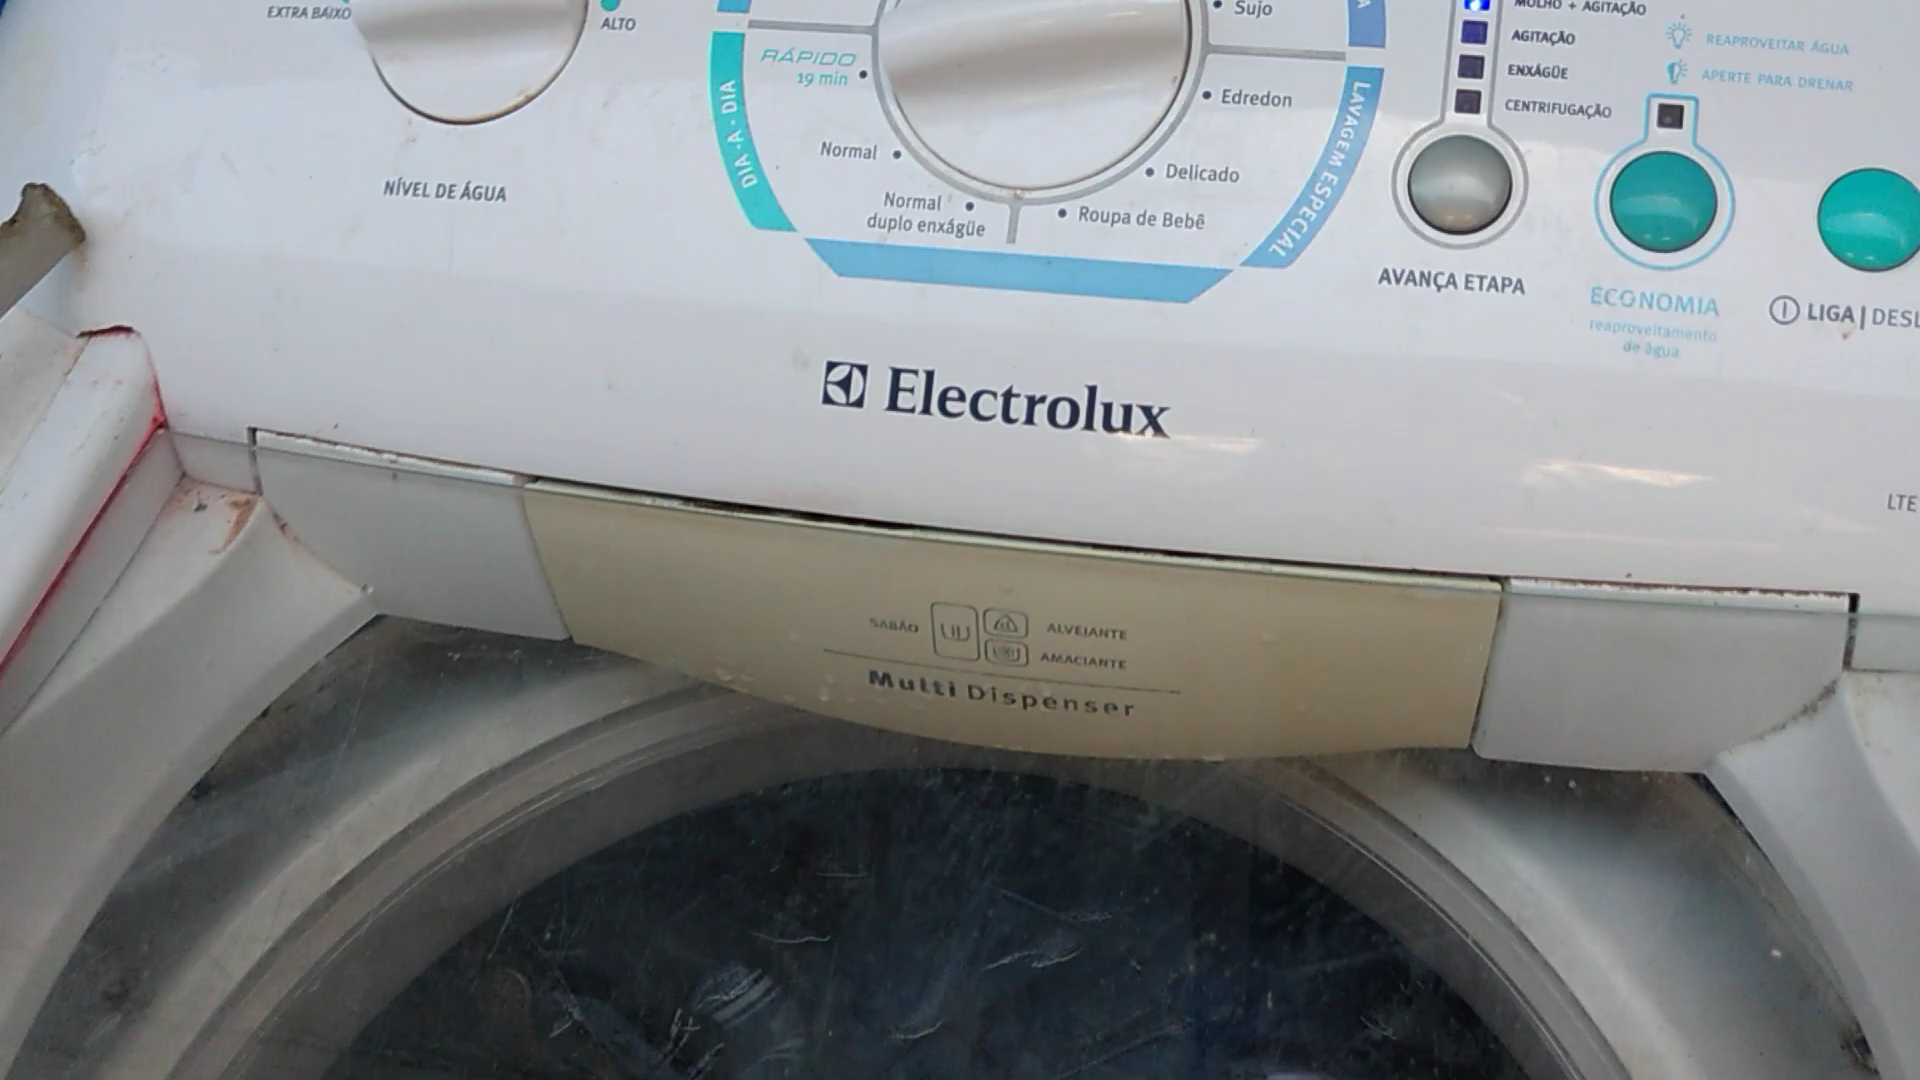 EXTRA BAIXO
ALTO
NÍVEL DE ÁGUA
RÁPIDO
19 min
Normal
Normal
duplo enxágüe
DIA-A-DIA
Sujo
Edredon
Delicado
Roupa de Bebê
LAVAGEM ESPECIAL
MOLHO + AGITAÇÃO
AGITAÇÃO
ENXÁGÜE
CENTRIFUGAÇÃO
AVANÇA ETAPA
REAPROVEITAR ÁGUA
APERTE PARA DRENAR
ECONOMIA
reaproveitamento
de água
LIGA|DESL
Electrolux
LTE
SABÃO
ALVEJANTE
AMACIANTE
Multi Dispenser